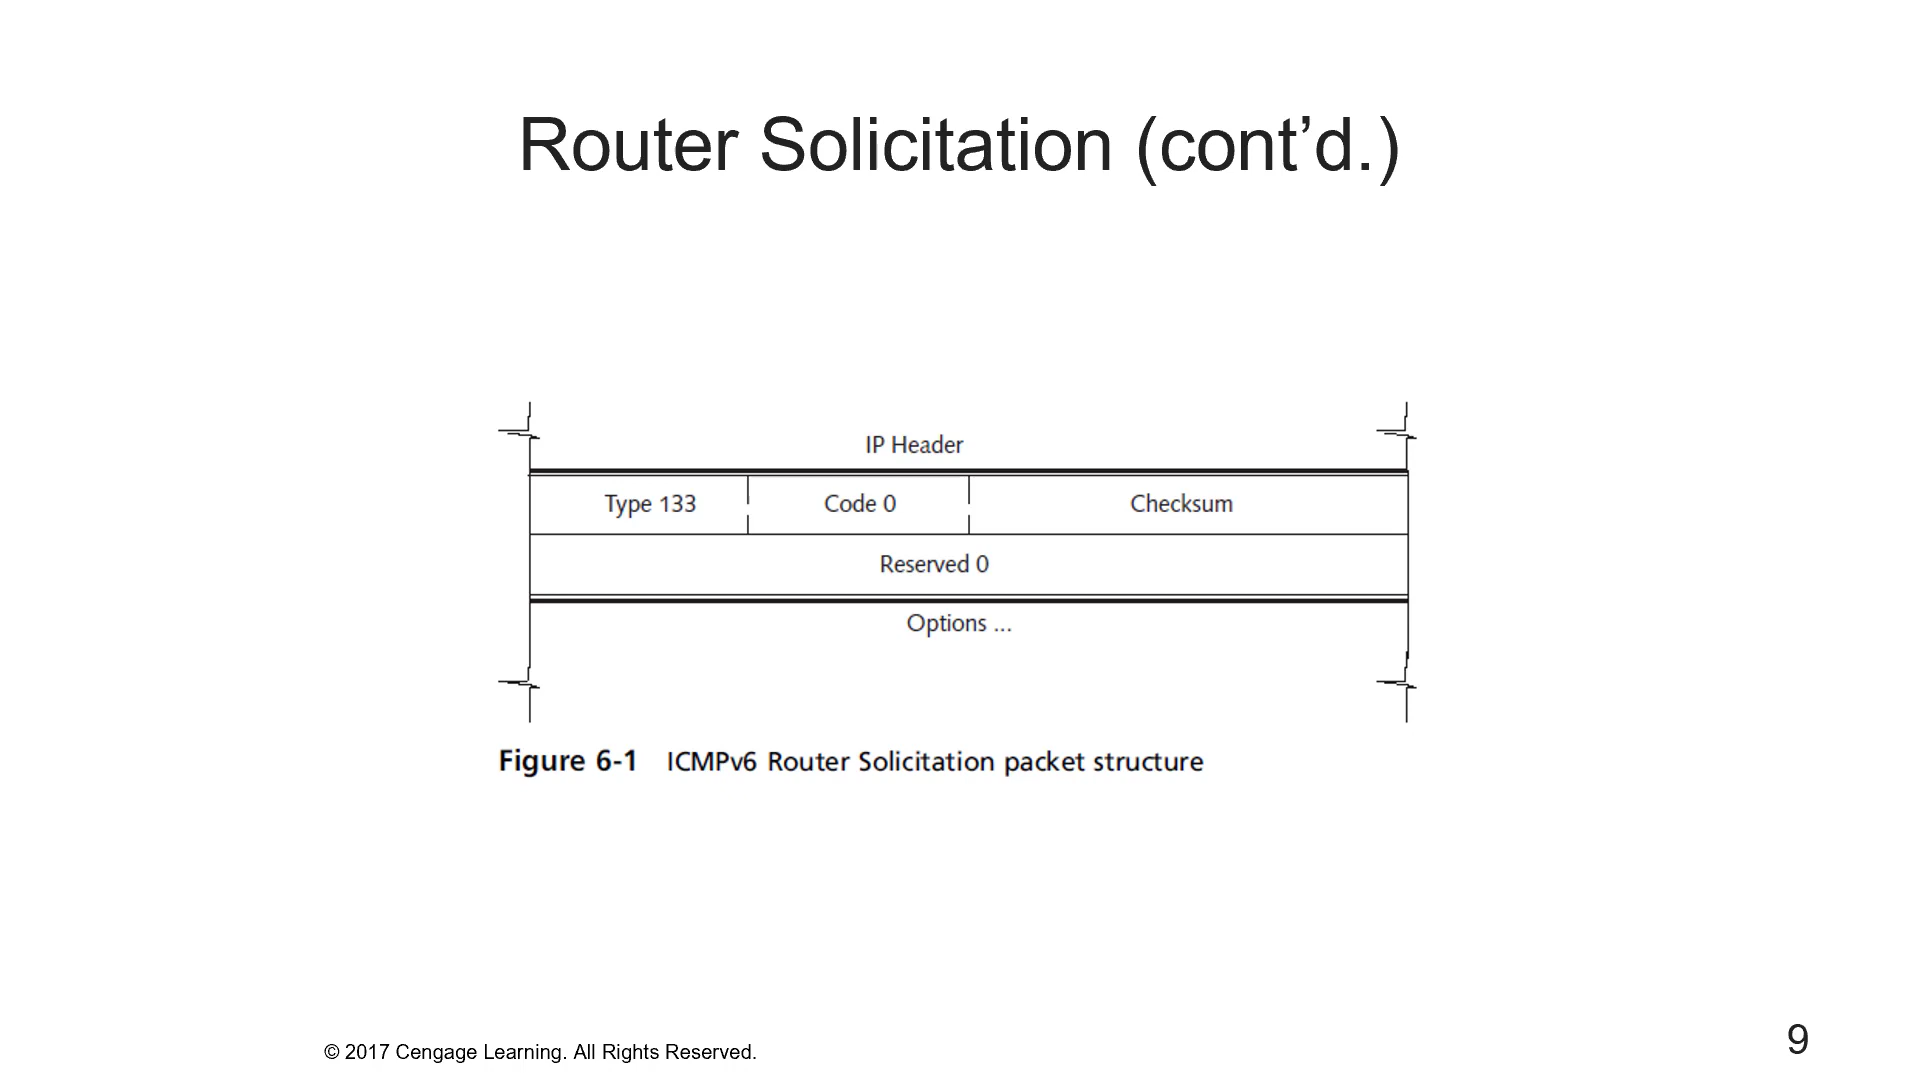 Router Solicitation (cont’d.)
IP Header
Type 133 Code 0 Checksum
Reserved 0
Options ...
Figure 6-1 ICMPv6 Router Solicitation packet structure
© 2017 Cengage Learning. All Rights Reserved.
9